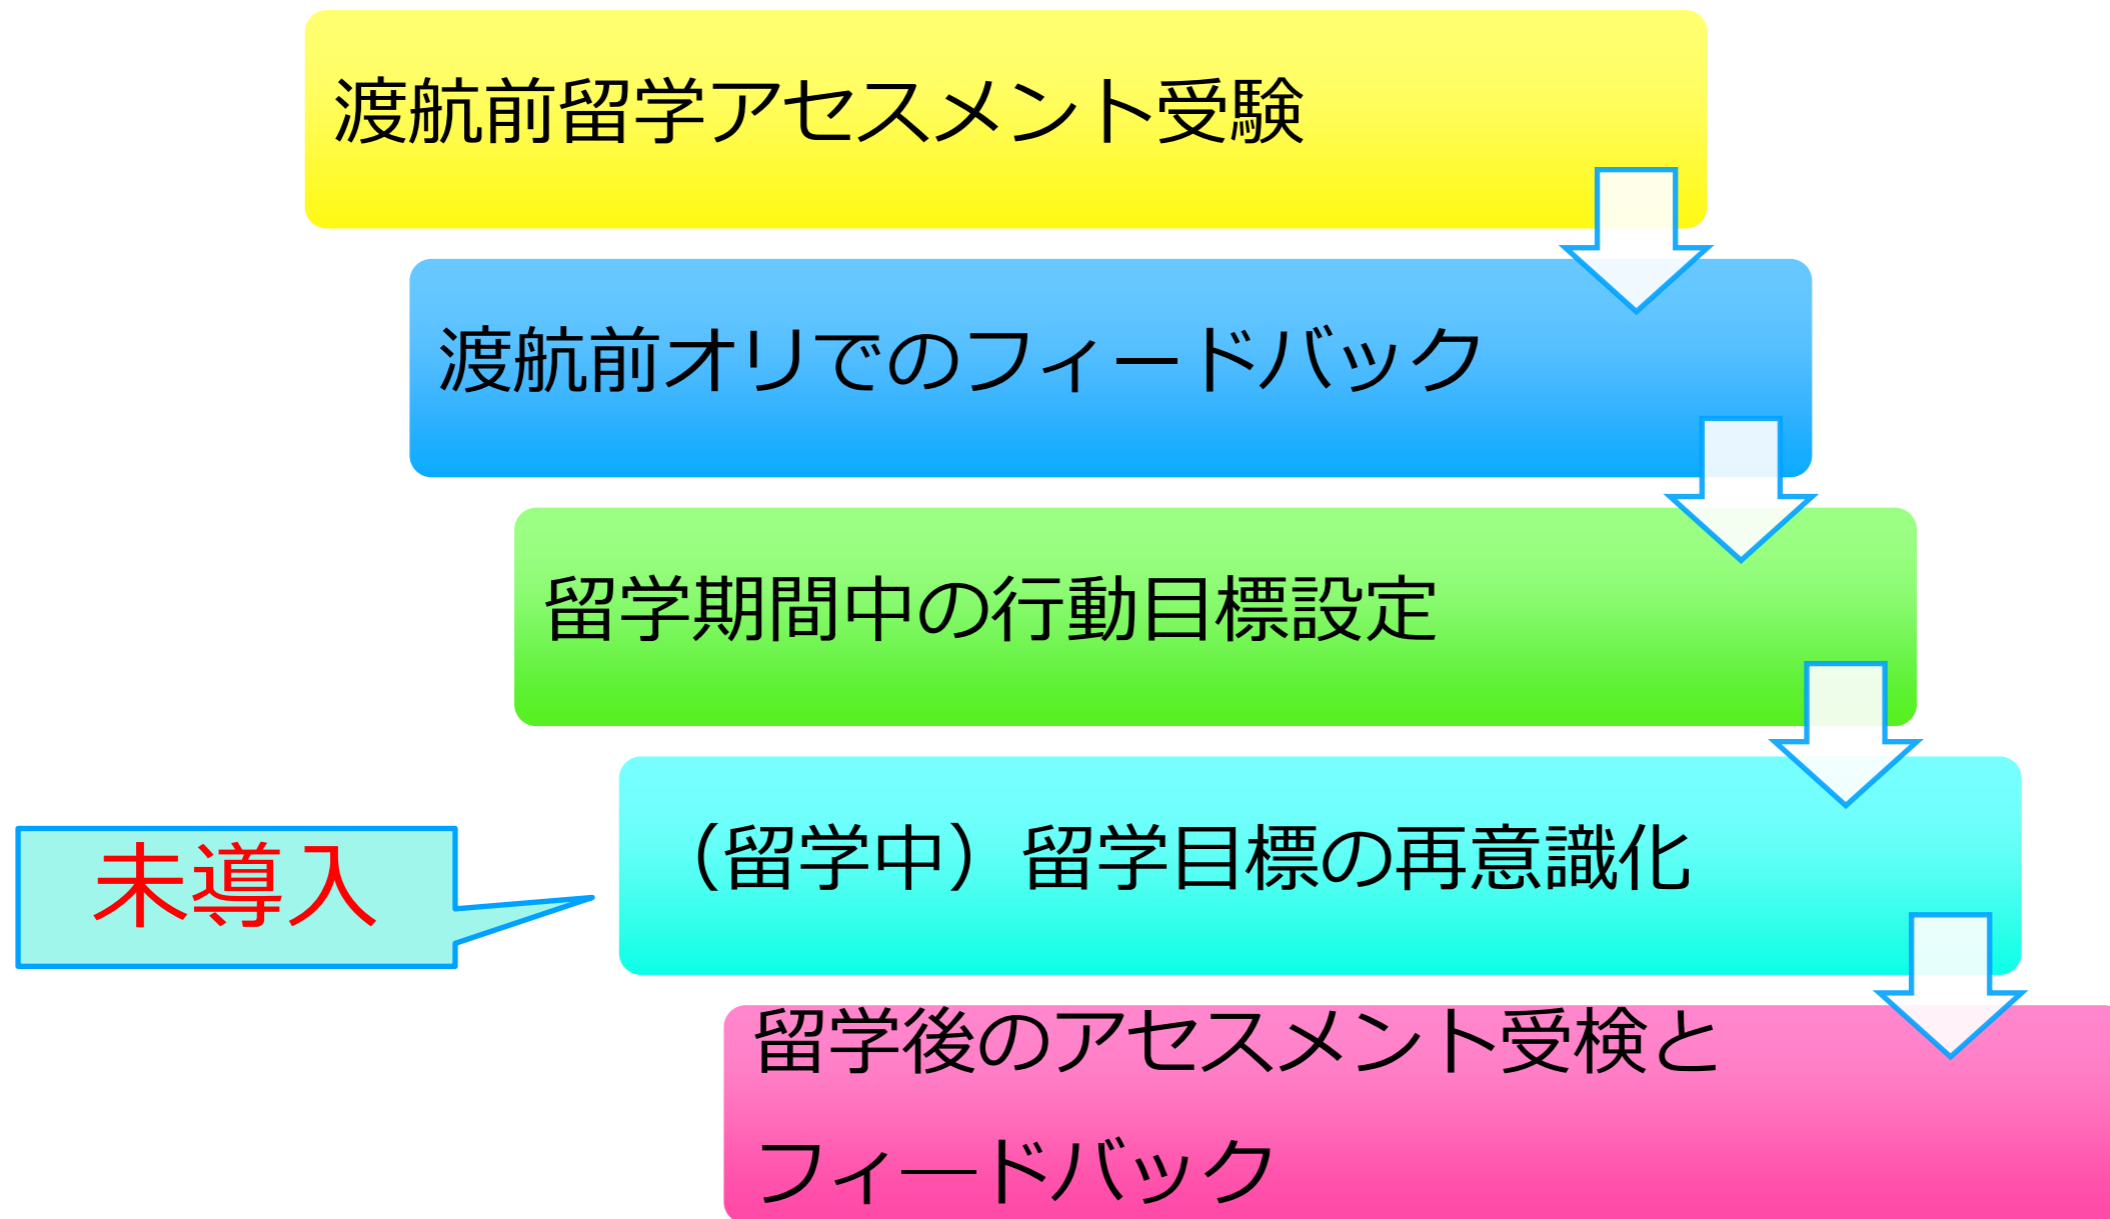 渡航前留学アセスメント受験
渡航前オリでのフィードバック
留学期間中の行動目標設定
未導入
（留学中）留学目標の再意識化
留学後のアセスメント受検と
フィ―ドバック